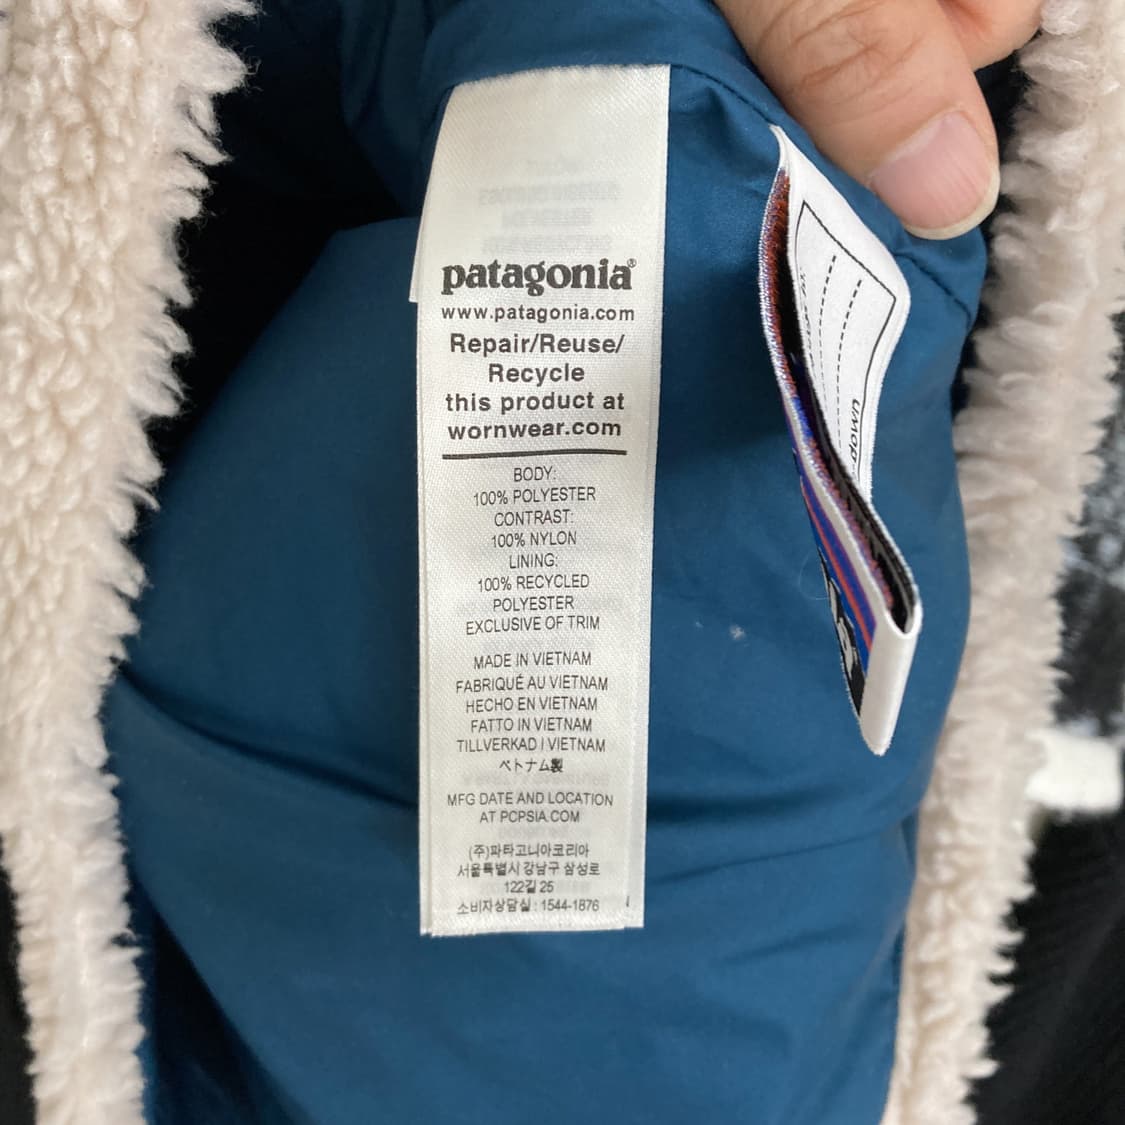 patagonia®
www.patagonia.com
Repair/Reuse/
Recycle
this product at
wornwear.com
BODY:
100% POLYESTER
CONTRAST:
100% NYLON
LINING:
100% RECYCLED
POLYESTER
EXCLUSIVE OF TRIM
MADE IN VIETNAM
FABRIQUÉ AU VIETNAM
HECHO EN VIETNAM
FATTO IN VIETNAM
TILLVERKAD I VIETNAM
ベトナム製
MFG DATE AND LOCATION
AT PCPSIA.COM
(주)파타고니아코리아
서울특별시 강남구 삼성로
122길 25
소비자상담실 : 1544-1876